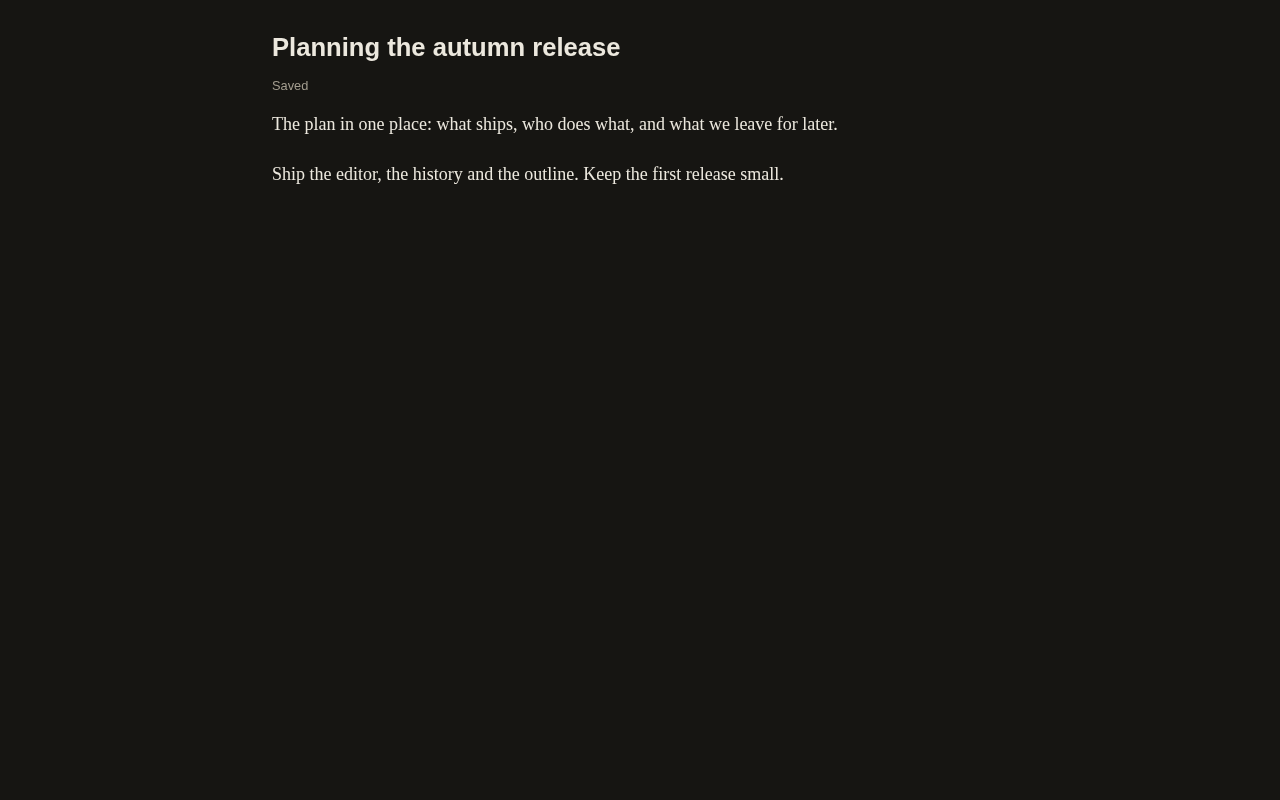 Planning the autumn release
Saved
The plan in one place: what ships, who does what, and what we leave for later.
Ship the editor, the history and the outline. Keep the first release small.